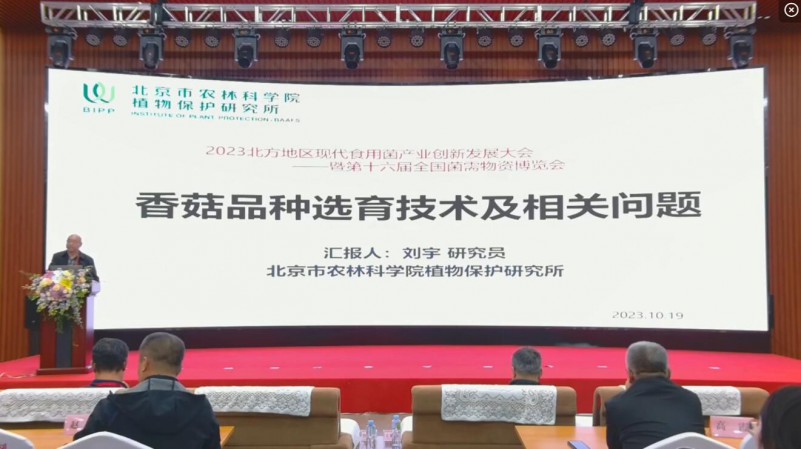 北京市农林科学院
植物保护研究所
BIPP
INSTITUTE OF PLANT PROTECTION-BAAFS
2023北方地区现代食用菌产业创新发展大会
——暨第十六届全国菌需物资博览会
香菇品种选育技术及相关问题
汇报人：刘宇 研究员
北京市农林科学院植物保护研究所
2023.10.19